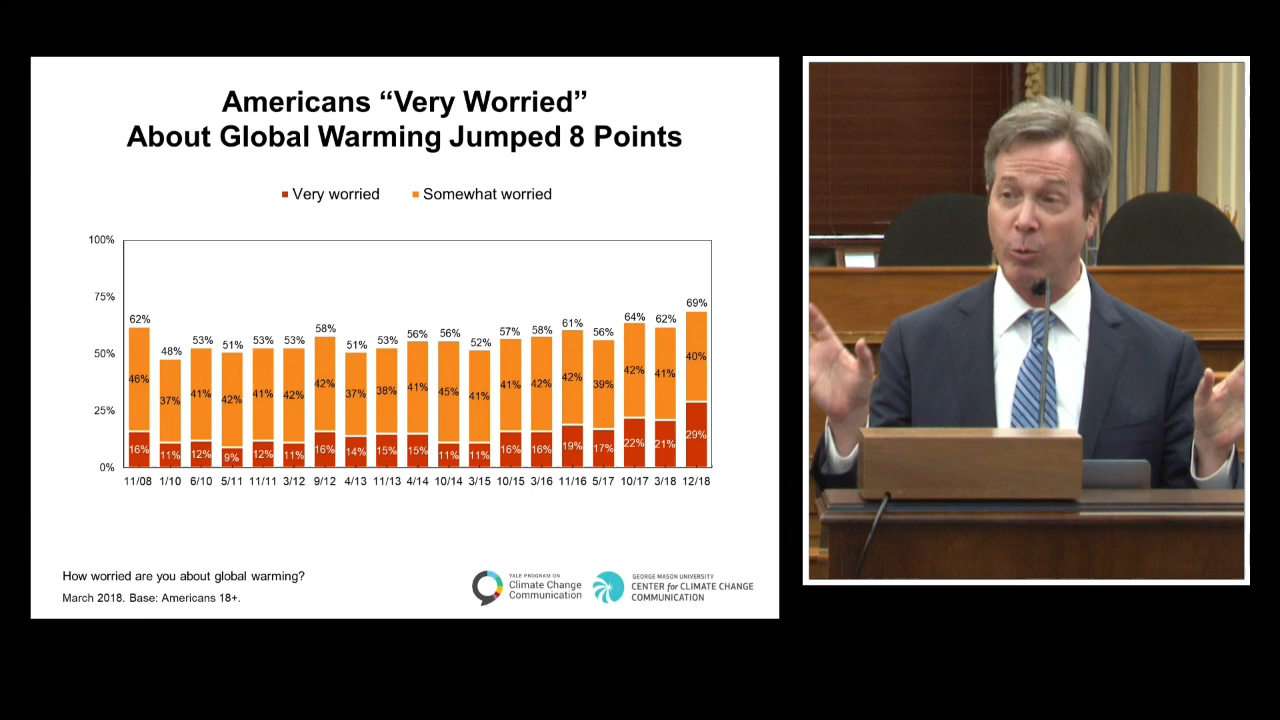 Americans “Very Worried”
About Global Warming Jumped 8 Points
Very worried Somewhat worried
100%
75%
50%
25%
0%
62% 48% 53% 51% 53% 53% 58% 51% 53% 56% 56% 52% 57% 58% 61% 56% 64% 62% 69%
46% 37% 41% 42% 41% 42% 42% 37% 38% 41% 45% 41% 41% 42% 42% 39% 42% 41% 40%
16% 11% 12% 9% 12% 11% 16% 14% 15% 15% 11% 11% 16% 16% 19% 17% 22% 21% 29%
11/08 1/10 6/10 5/11 11/11 3/12 9/12 4/13 11/13 4/14 10/14 3/15 10/15 3/16 11/16 5/17 10/17 3/18 12/18
How worried are you about global warming?
March 2018. Base: Americans 18+.
YALE PROGRAM ON
Climate Change
Communication
GEORGE MASON UNIVERSITY
CENTER for CLIMATE CHANGE
COMMUNICATION